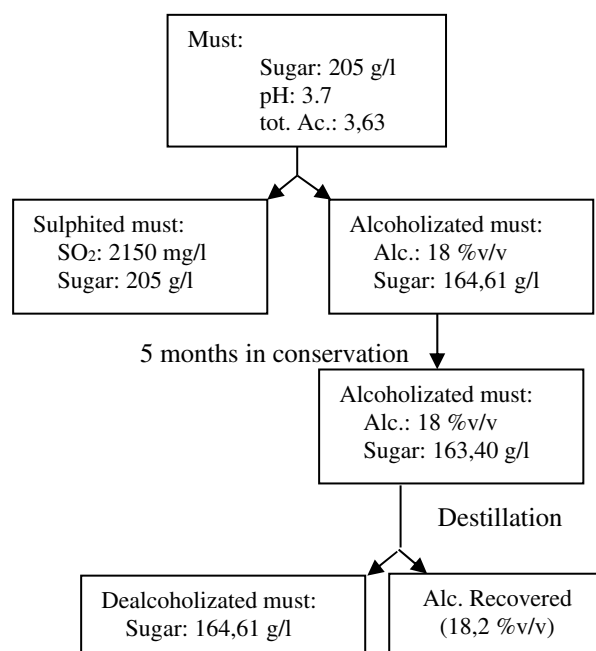 Must:
Sugar: 205 g/l
pH: 3.7
tot. Ac.: 3,63
Sulphited must:
SO₂: 2150 mg/l
Sugar: 205 g/l
Alcoholizated must:
Alc.: 18 %v/v
Sugar: 164,61 g/l
5 months in conservation
Alcoholizated must:
Alc.: 18 %v/v
Sugar: 163,40 g/l
Destillation
Dealcoholizated must:
Sugar: 164,61 g/l
Alc. Recovered
(18,2 %v/v)